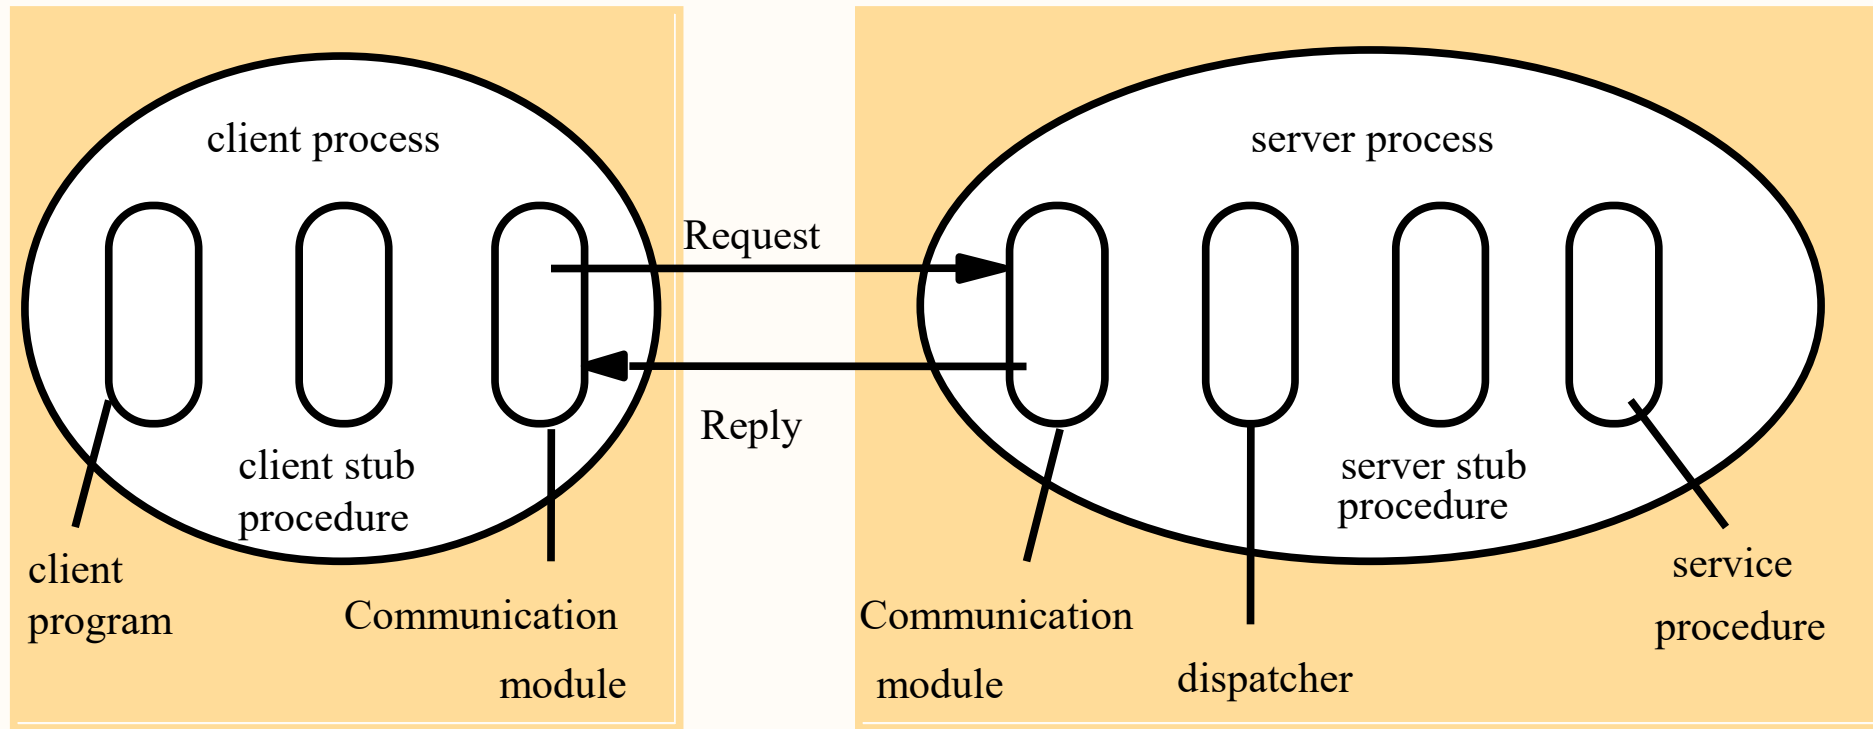 client process
client stub
procedure
client
program
Communication
module
Request
Reply
server process
server stub
procedure
Communication
module
dispatcher
service
procedure